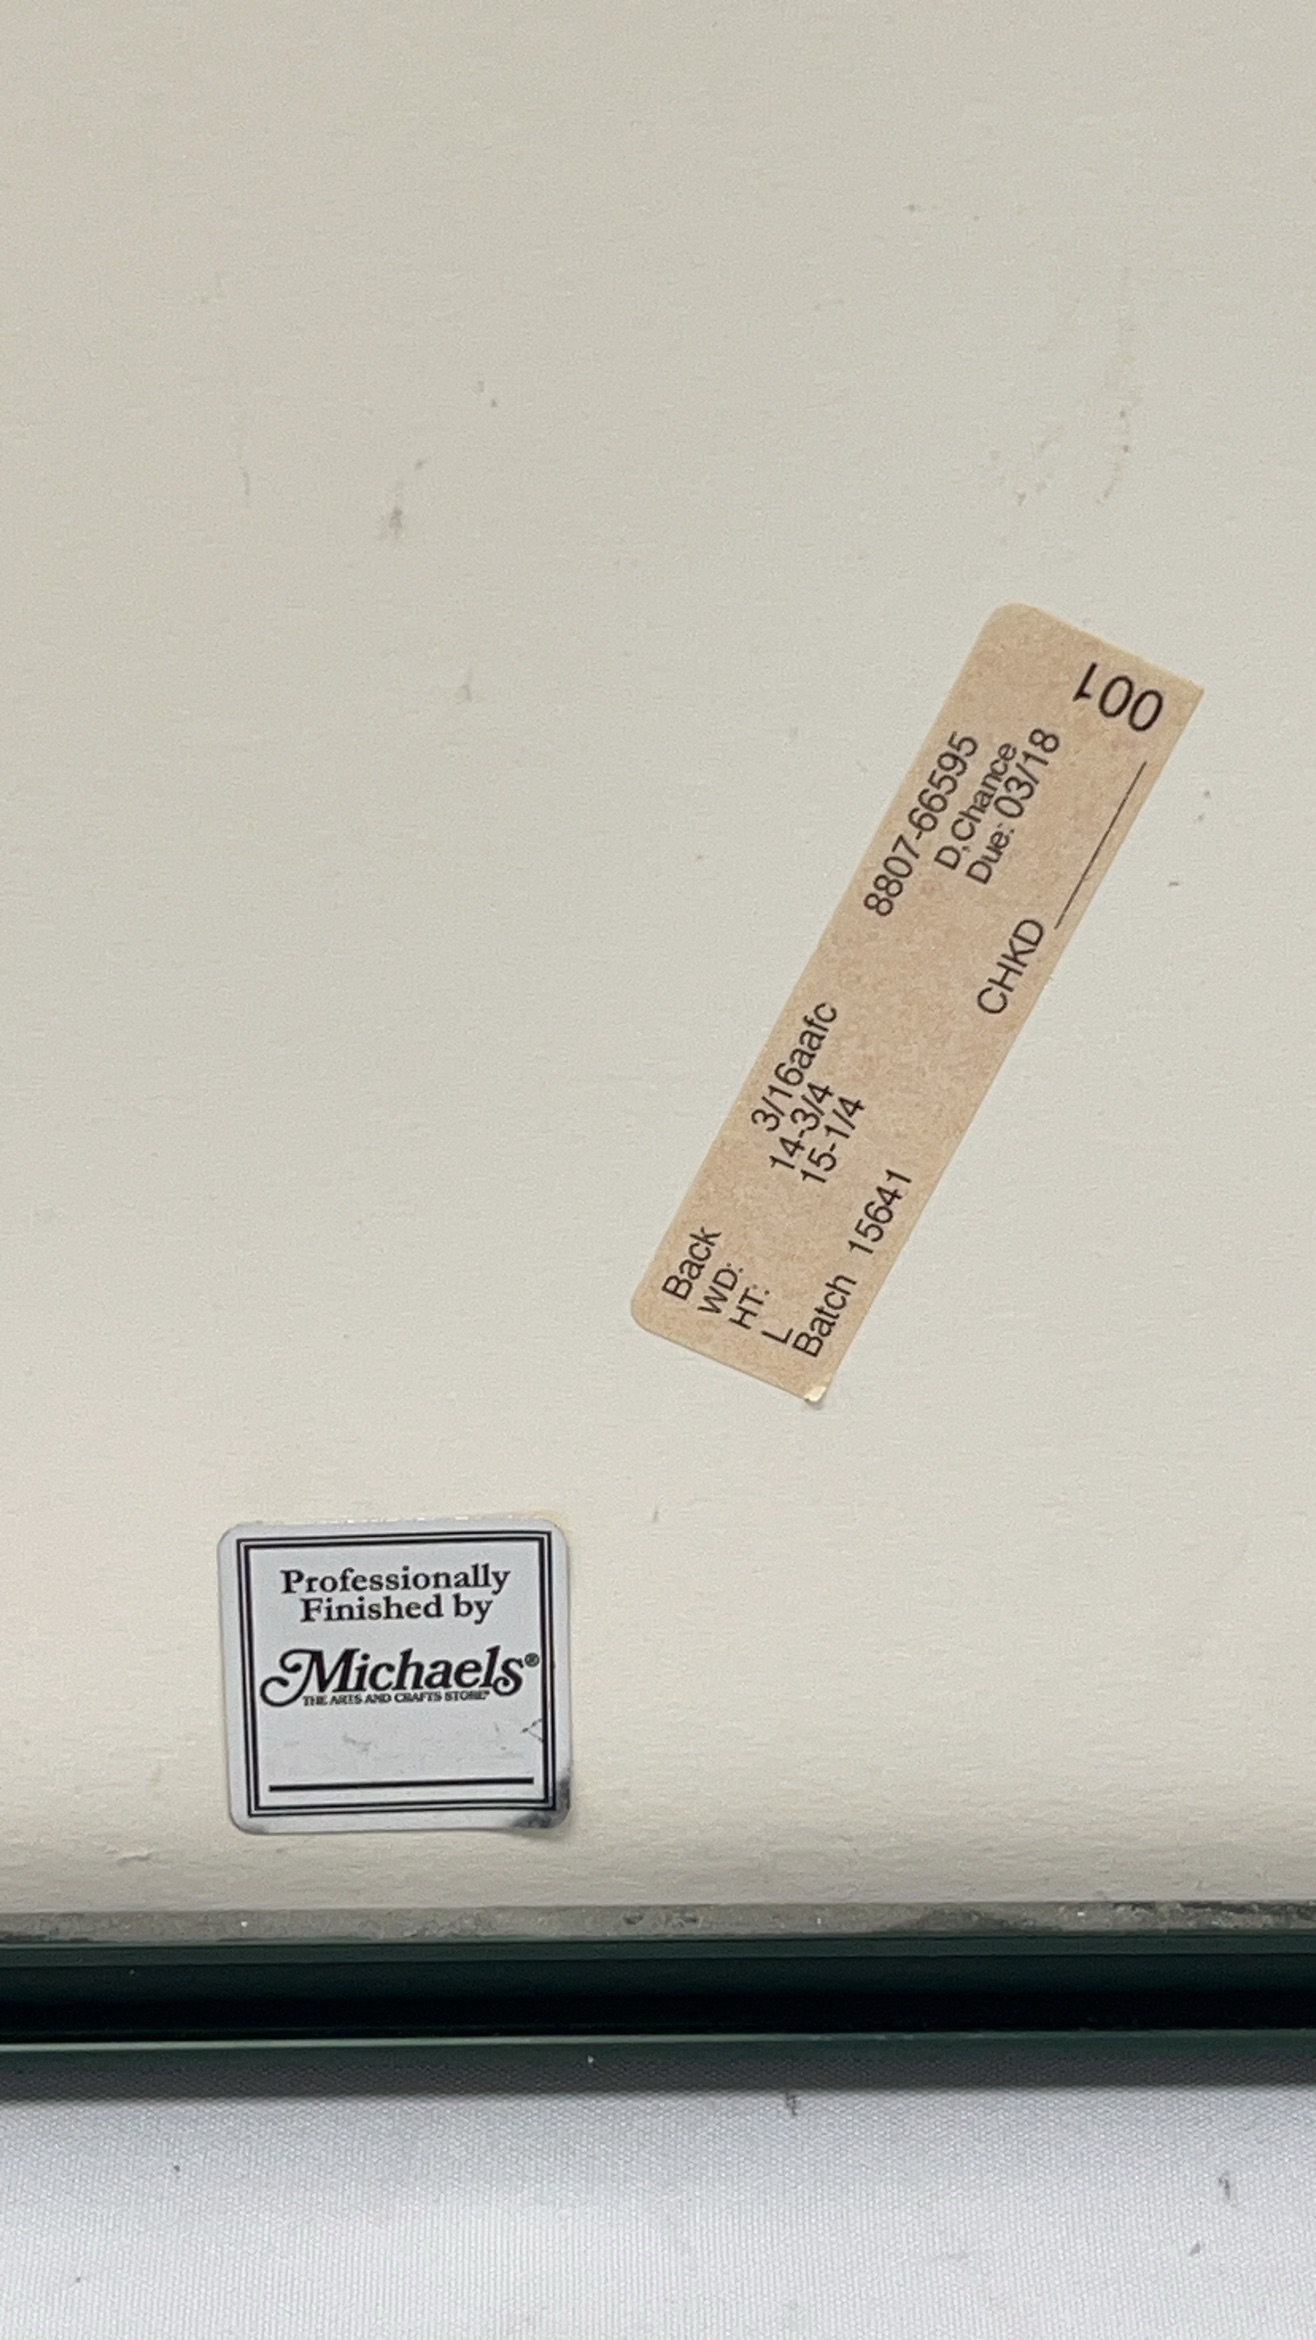 001
Back 3/16aafc 8807-66595
WD: 14-3/4 D,Chance
HT: 15-1/4 Due: 03/18
L
Batch 15641 CHKD
Professionally
Finished by
Michaels®
THE ARTS AND CRAFTS STORE®